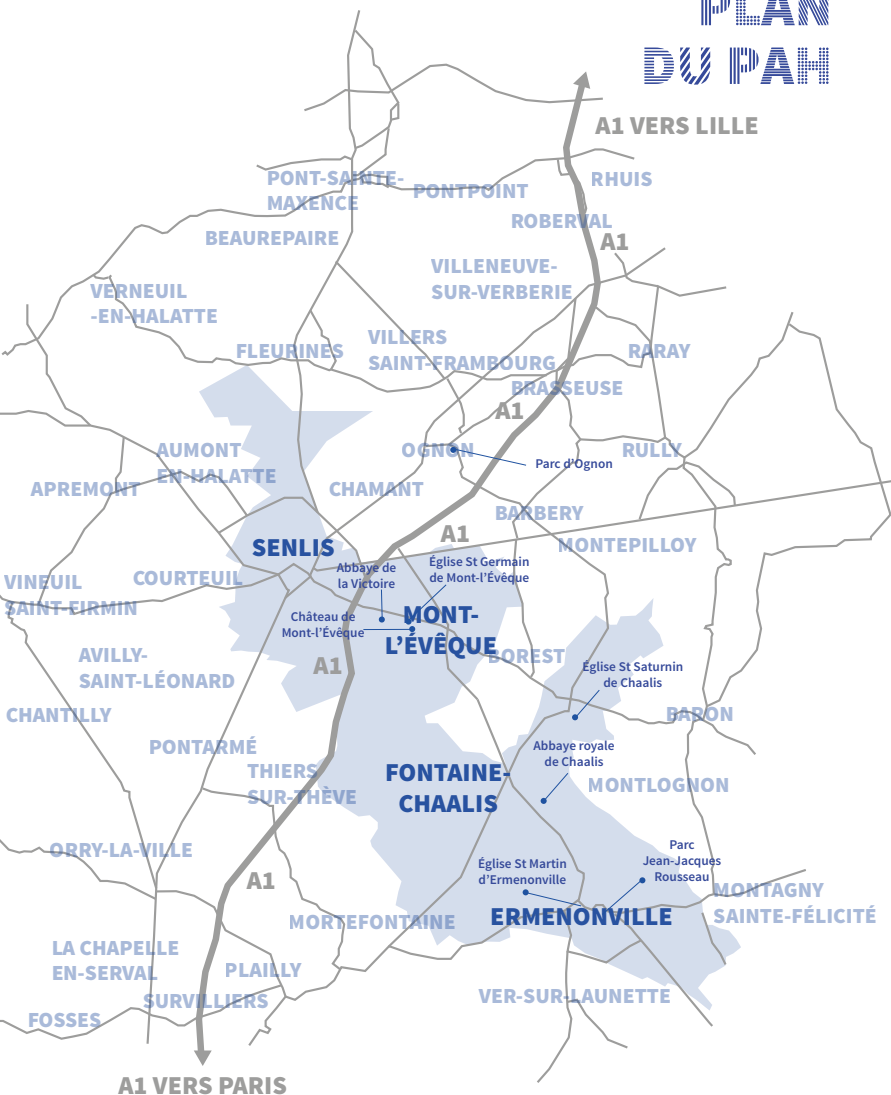 PLAN
DU PAH
A1 VERS LILLE
PONT-SAINTE-
MAXENCE
PONTPOINT
RHUIS
ROBERVAL
BEAUREPAIRE
A1
VILLENEUVE-
SUR-VERBERIE
VERNEUIL
-EN-HALATTE
FLEURINES
VILLERS
SAINT-FRAMBOURG
RARAY
BRASSEUSE
A1
AUMONT
EN-HALATTE
OGNON
Parc d’Ognon
RULLY
APREMONT
CHAMANT
BARBERY
A1
SENLIS
MONTEPILLOY
Abbaye de
la Victoire
Église St Germain
de Mont-l’Évêque
VINEUIL
SAINT-FIRMIN
COURTEUIL
Château de
Mont-l’Évêque
MONT-
L’ÉVÊQUE
AVILLY-
SAINT-LÉONARD
A1
BOREST
Église St Saturnin
de Chaalis
CHANTILLY
BARON
PONTARMÉ
Abbaye royale
de Chaalis
THIERS
SUR-THÈVE
FONTAINE-
CHAALIS
MONTLOGNON
ORRY-LA-VILLE
Parc
Jean-Jacques
Rousseau
A1
Église St Martin
d’Ermenonville
MONTAGNY
SAINTE-FÉLICITÉ
MORTEFONTAINE
ERMENONVILLE
LA CHAPELLE
EN-SERVAL
PLAILLY
SURVILLIERS
VER-SUR-LAUNETTE
FOSSES
A1 VERS PARIS